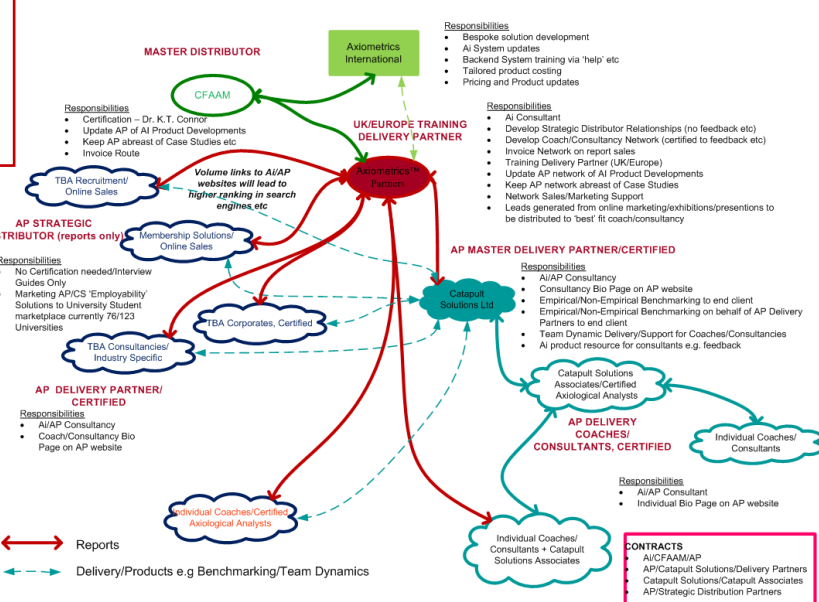 MASTER DISTRIBUTOR
Axiometrics
International
Responsibilities
Bespoke solution development
Ai System updates
Backend System training via 'help' etc
Tailored product costing
Pricing and Product updates
CFAAM
Responsibilities
Certification – Dr. K.T. Connor
Update AP of AI Product Developments
Keep AP abreast of Case Studies etc
Invoice Route
UK/EUROPE TRAINING
DELIVERY PARTNER
Axiometrics™
Partners
Responsibilities
Ai Consultant
Develop Strategic Distributor Relationships (no feedback etc)
Develop Coach/Consultancy Network (certified to feedback etc)
Invoice Network on report sales
Training Delivery Partner (UK/Europe)
Update AP network of AI Product Developments
Keep AP network abreast of Case Studies
Network Sales/Marketing Support
Leads generated from online marketing/exhibitions/presentions to
be distributed to 'best' fit coach/consultancy
Volume links to Ai/AP
websites will lead to
higher ranking in search
engines etc
TBA Recruitment/
Online Sales
AP STRATEGIC
STRIBUTOR (reports only)
Membership Solutions/
Online Sales
Responsibilities
No Certification needed/Interview
Guides Only
Marketing AP/CS 'Employability'
Solutions to University Student
marketplace currently 76/123
Universities
TBA Corporates, Certified
TBA Consultancies/
Industry Specific
AP MASTER DELIVERY PARTNER/CERTIFIED
Catapult
Solutions Ltd
Responsibilities
Ai/AP Consultancy
Consultancy Bio Page on AP website
Empirical/Non-Empirical Benchmarking to end client
Empirical/Non-Empirical Benchmarking on behalf of AP Delivery
Partners to end client
Team Dynamic Delivery/Support for Coaches/Consultancies
Ai product resource for consultants e.g. feedback
AP DELIVERY PARTNER/
CERTIFIED
Responsibilities
Ai/AP Consultancy
Coach/Consultancy Bio
Page on AP website
Catapult Solutions
Associates/Certified
Axiological Analysts
AP DELIVERY
COACHES/
CONSULTANTS, CERTIFIED
Individual Coaches/
Consultants
Responsibilities
Ai/AP Consultant
Individual Bio Page on AP website
Individual Coaches/Certified
Axiological Analysts
Individual Coaches/
Consultants + Catapult
Solutions Associates
Reports
Delivery/Products e.g Benchmarking/Team Dynamics
CONTRACTS
Ai/CFAAM/AP
AP/Catapult Solutions/Delivery Partners
Catapult Solutions/Catapult Associates
AP/Strategic Distribution Partners